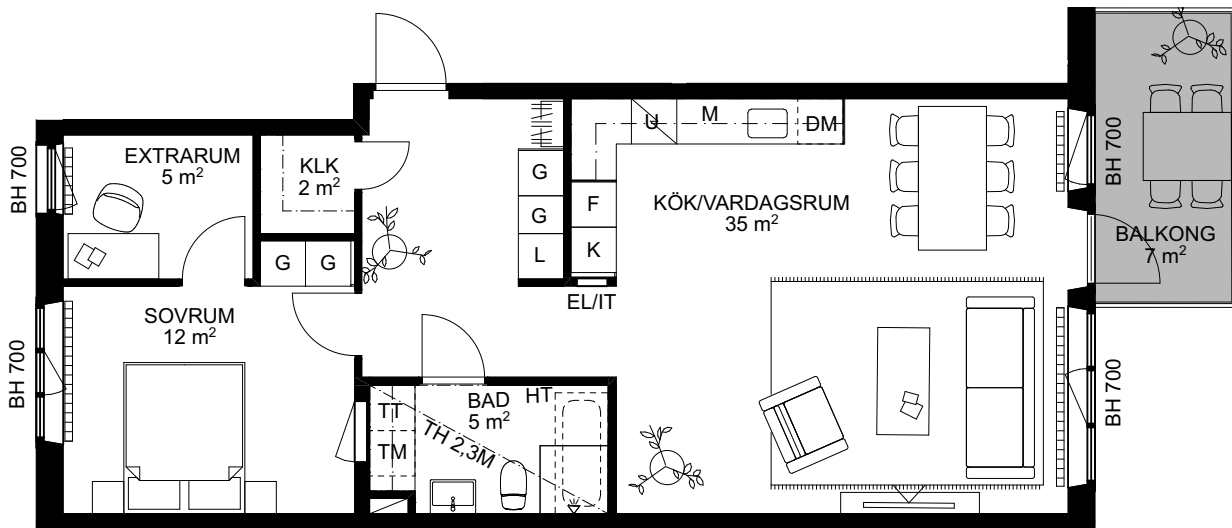 EXTRARUM
5 m²
KLK
2 m²
G
G
L
U
M
DM
F
K
EL/IT
KÖK/VARDAGSRUM
35 m²
BALKONG
7 m²
BH 700
BH 700
BH 700
BH 700
G
G
SOVRUM
12 m²
BAD
5 m²
HT
TT
TM
TH 2,3M